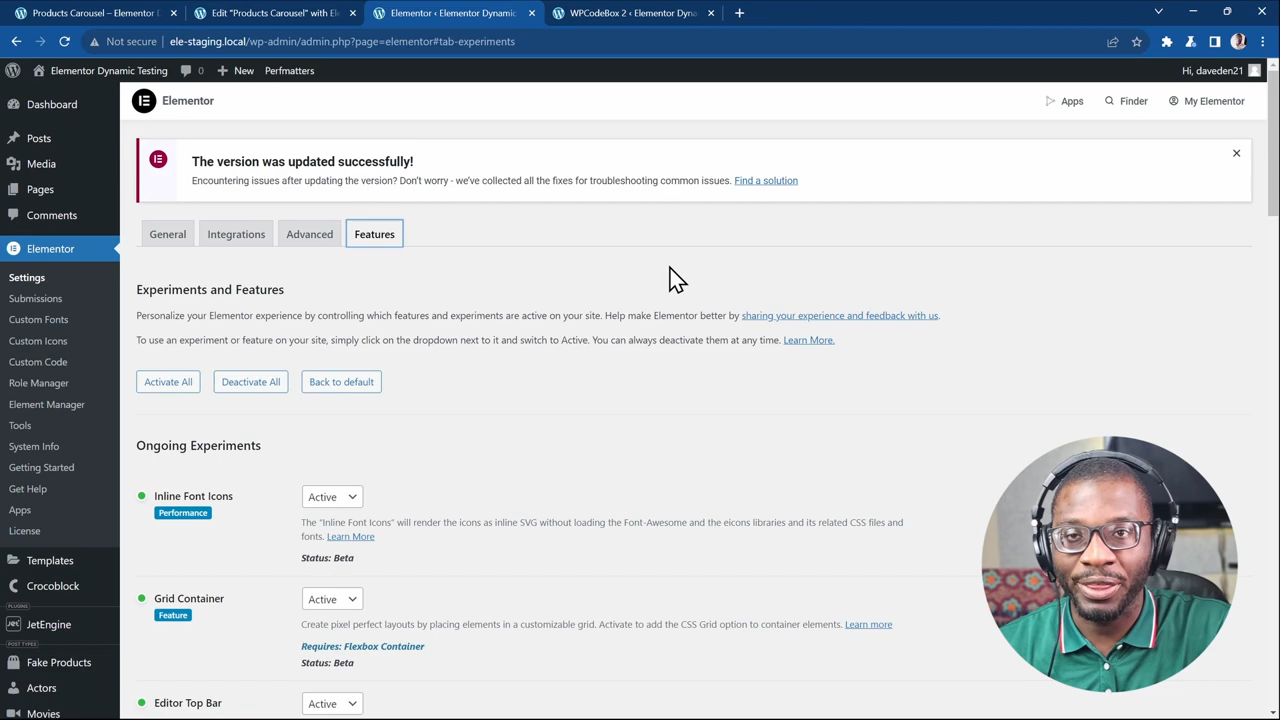 Products Carousel – Elementor D
Edit "Products Carousel" with El
Elementor ‹ Elementor Dynamic
WPCodeBox 2 ‹ Elementor Dyna
Not secure
ele-staging.local/wp-admin/admin.php?page=elementor#tab-experiments
Elementor Dynamic Testing
0
New
Perfmatters
Hi, daveden21
Dashboard
Posts
Media
Pages
Comments
Elementor
Settings
Submissions
Custom Fonts
Custom Icons
Custom Code
Role Manager
Element Manager
Tools
System Info
Getting Started
Get Help
Apps
License
Templates
Crocoblock
PLUGINS
JetEngine
POST TYPES
Fake Products
Actors
Movies
Elementor
Apps
Finder
My Elementor
The version was updated successfully!
Encountering issues after updating the version? Don't worry - we've collected all the fixes for troubleshooting common issues. Find a solution
General
Integrations
Advanced
Features
Experiments and Features
Personalize your Elementor experience by controlling which features and experiments are active on your site. Help make Elementor better by sharing your experience and feedback with us.
To use an experiment or feature on your site, simply click on the dropdown next to it and switch to Active. You can always deactivate them at any time. Learn More.
Activate All
Deactivate All
Back to default
Ongoing Experiments
Inline Font Icons
Performance
Active
The "Inline Font Icons" will render the icons as inline SVG without loading the Font-Awesome and the eicons libraries and its related CSS files and
fonts. Learn More
Status: Beta
Grid Container
Feature
Active
Create pixel perfect layouts by placing elements in a customizable grid. Activate to add the CSS Grid option to container elements. Learn more
Requires: Flexbox Container
Status: Beta
Editor Top Bar
Active